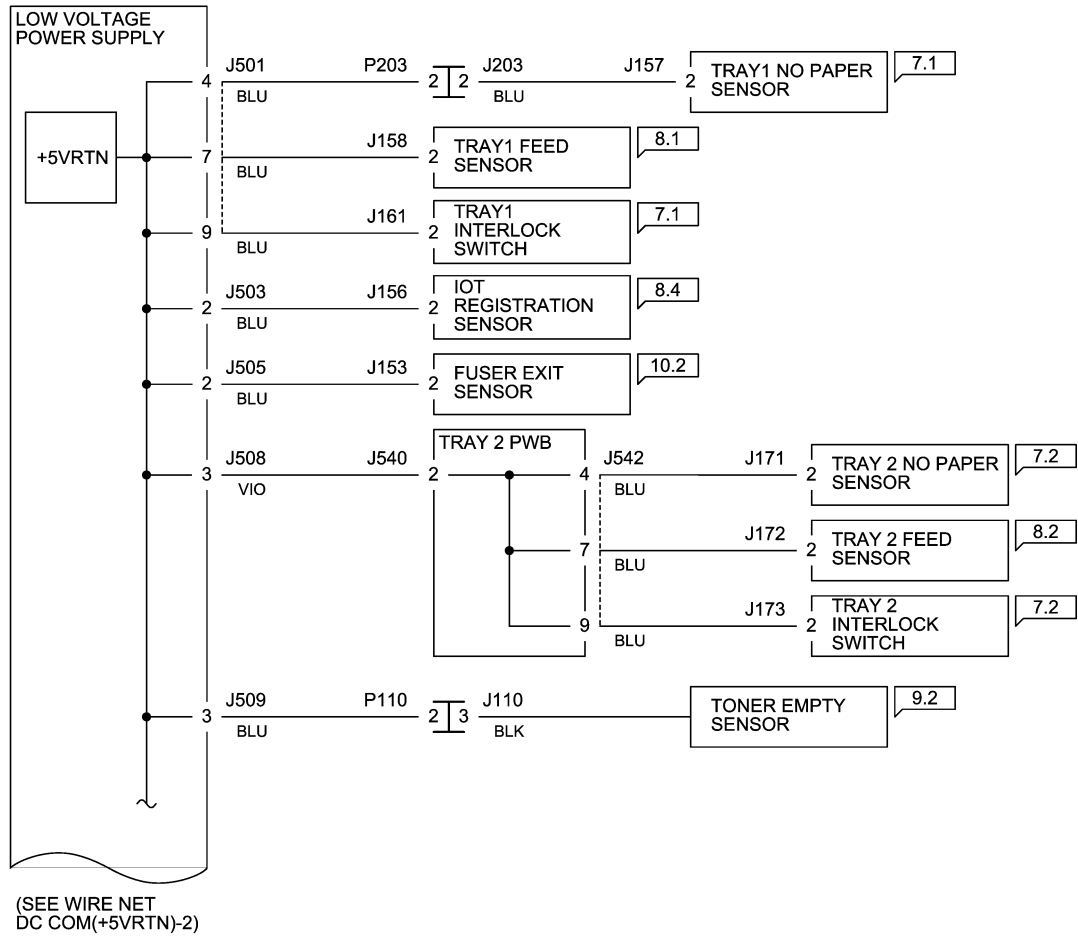 LOW VOLTAGE
POWER SUPPLY
+5VRTN
4 J501 BLU P203 2 2 J203 BLU J157 2 TRAY1 NO PAPER
SENSOR
7.1
7 BLU J158 2 TRAY1 FEED
SENSOR
8.1
9 BLU J161 2 TRAY1
INTERLOCK
SWITCH
7.1
2 J503 BLU J156 2 IOT
REGISTRATION
SENSOR
8.4
2 J505 BLU J153 2 FUSER EXIT
SENSOR
10.2
3 J508 VIO J540 2 TRAY 2 PWB
4 J542 BLU J171 2 TRAY 2 NO PAPER
SENSOR
7.2
7 BLU J172 2 TRAY 2 FEED
SENSOR
8.2
9 BLU J173 2 TRAY 2
INTERLOCK
SWITCH
7.2
3 J509 BLU P110 2 3 J110 BLK TONER EMPTY
SENSOR
9.2
(SEE WIRE NET
DC COM(+5VRTN)-2)